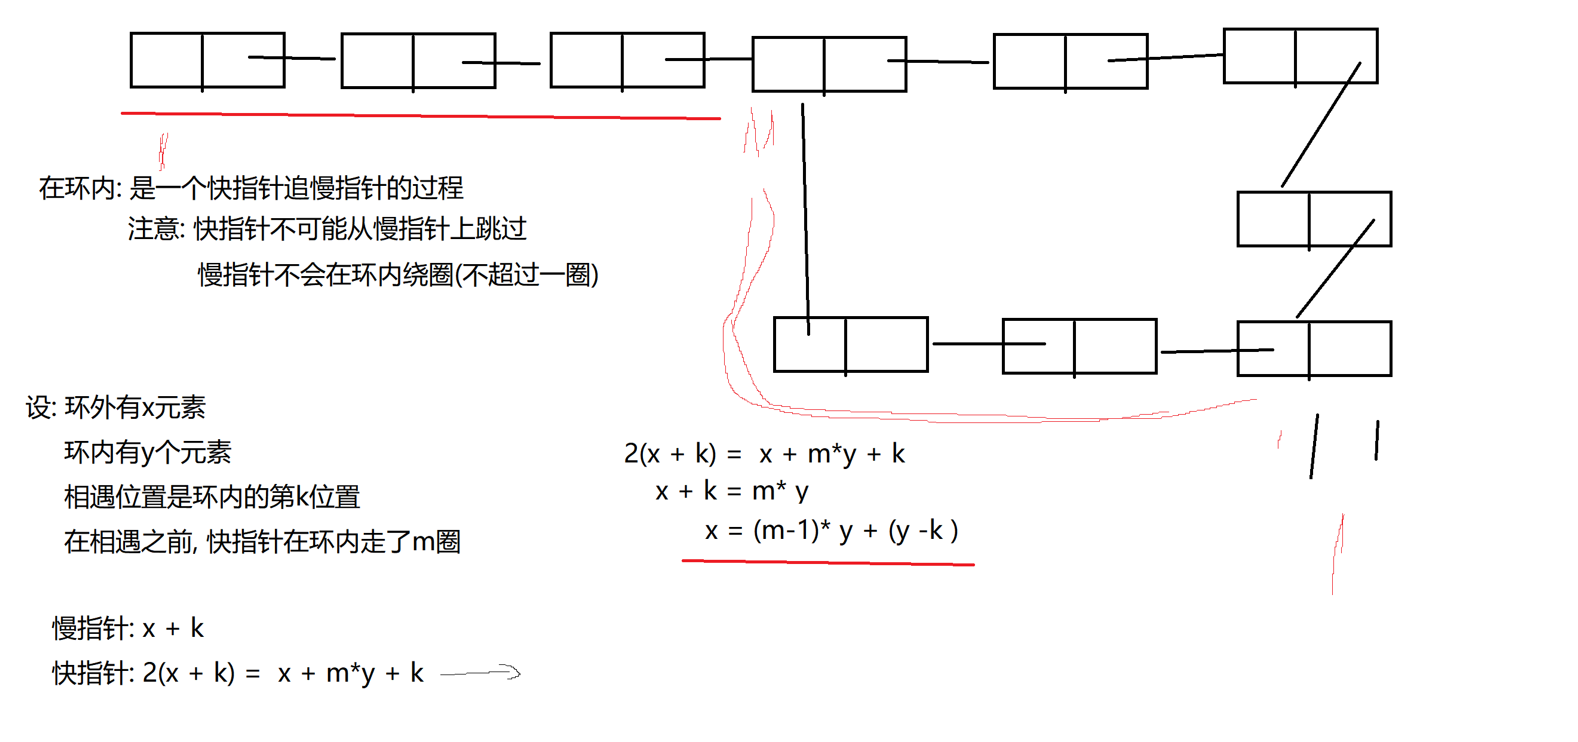 在环内: 是一个快指针追慢指针的过程
注意: 快指针不可能从慢指针上跳过
慢指针不会在环内绕圈(不超过一圈)
设: 环外有x元素
环内有y个元素
相遇位置是环内的第k位置
在相遇之前, 快指针在环内走了m圈
2(x + k) =  x + m*y + k
x + k = m* y
x = (m-1)* y + (y -k )
慢指针: x + k
快指针: 2(x + k) =  x + m*y + k